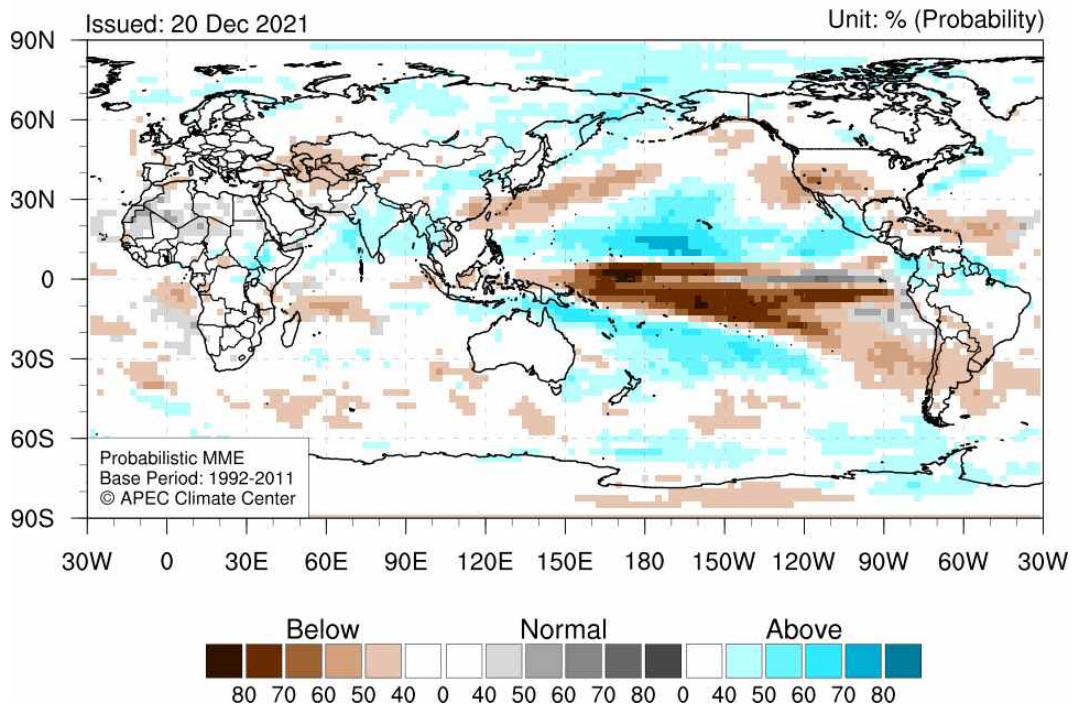 Issued: 20 Dec 2021 Unit: % (Probability)
90N
60N
30N
0
30S
60S
90S
Probabilistic MME
Base Period: 1992-2011
© APEC Climate Center
30W 0 30E 60E 90E 120E 150E 180 150W 120W 90W 60W 30W
Below Normal Above
80 70 60 50 40 0 40 50 60 70 80 0 40 50 60 70 80